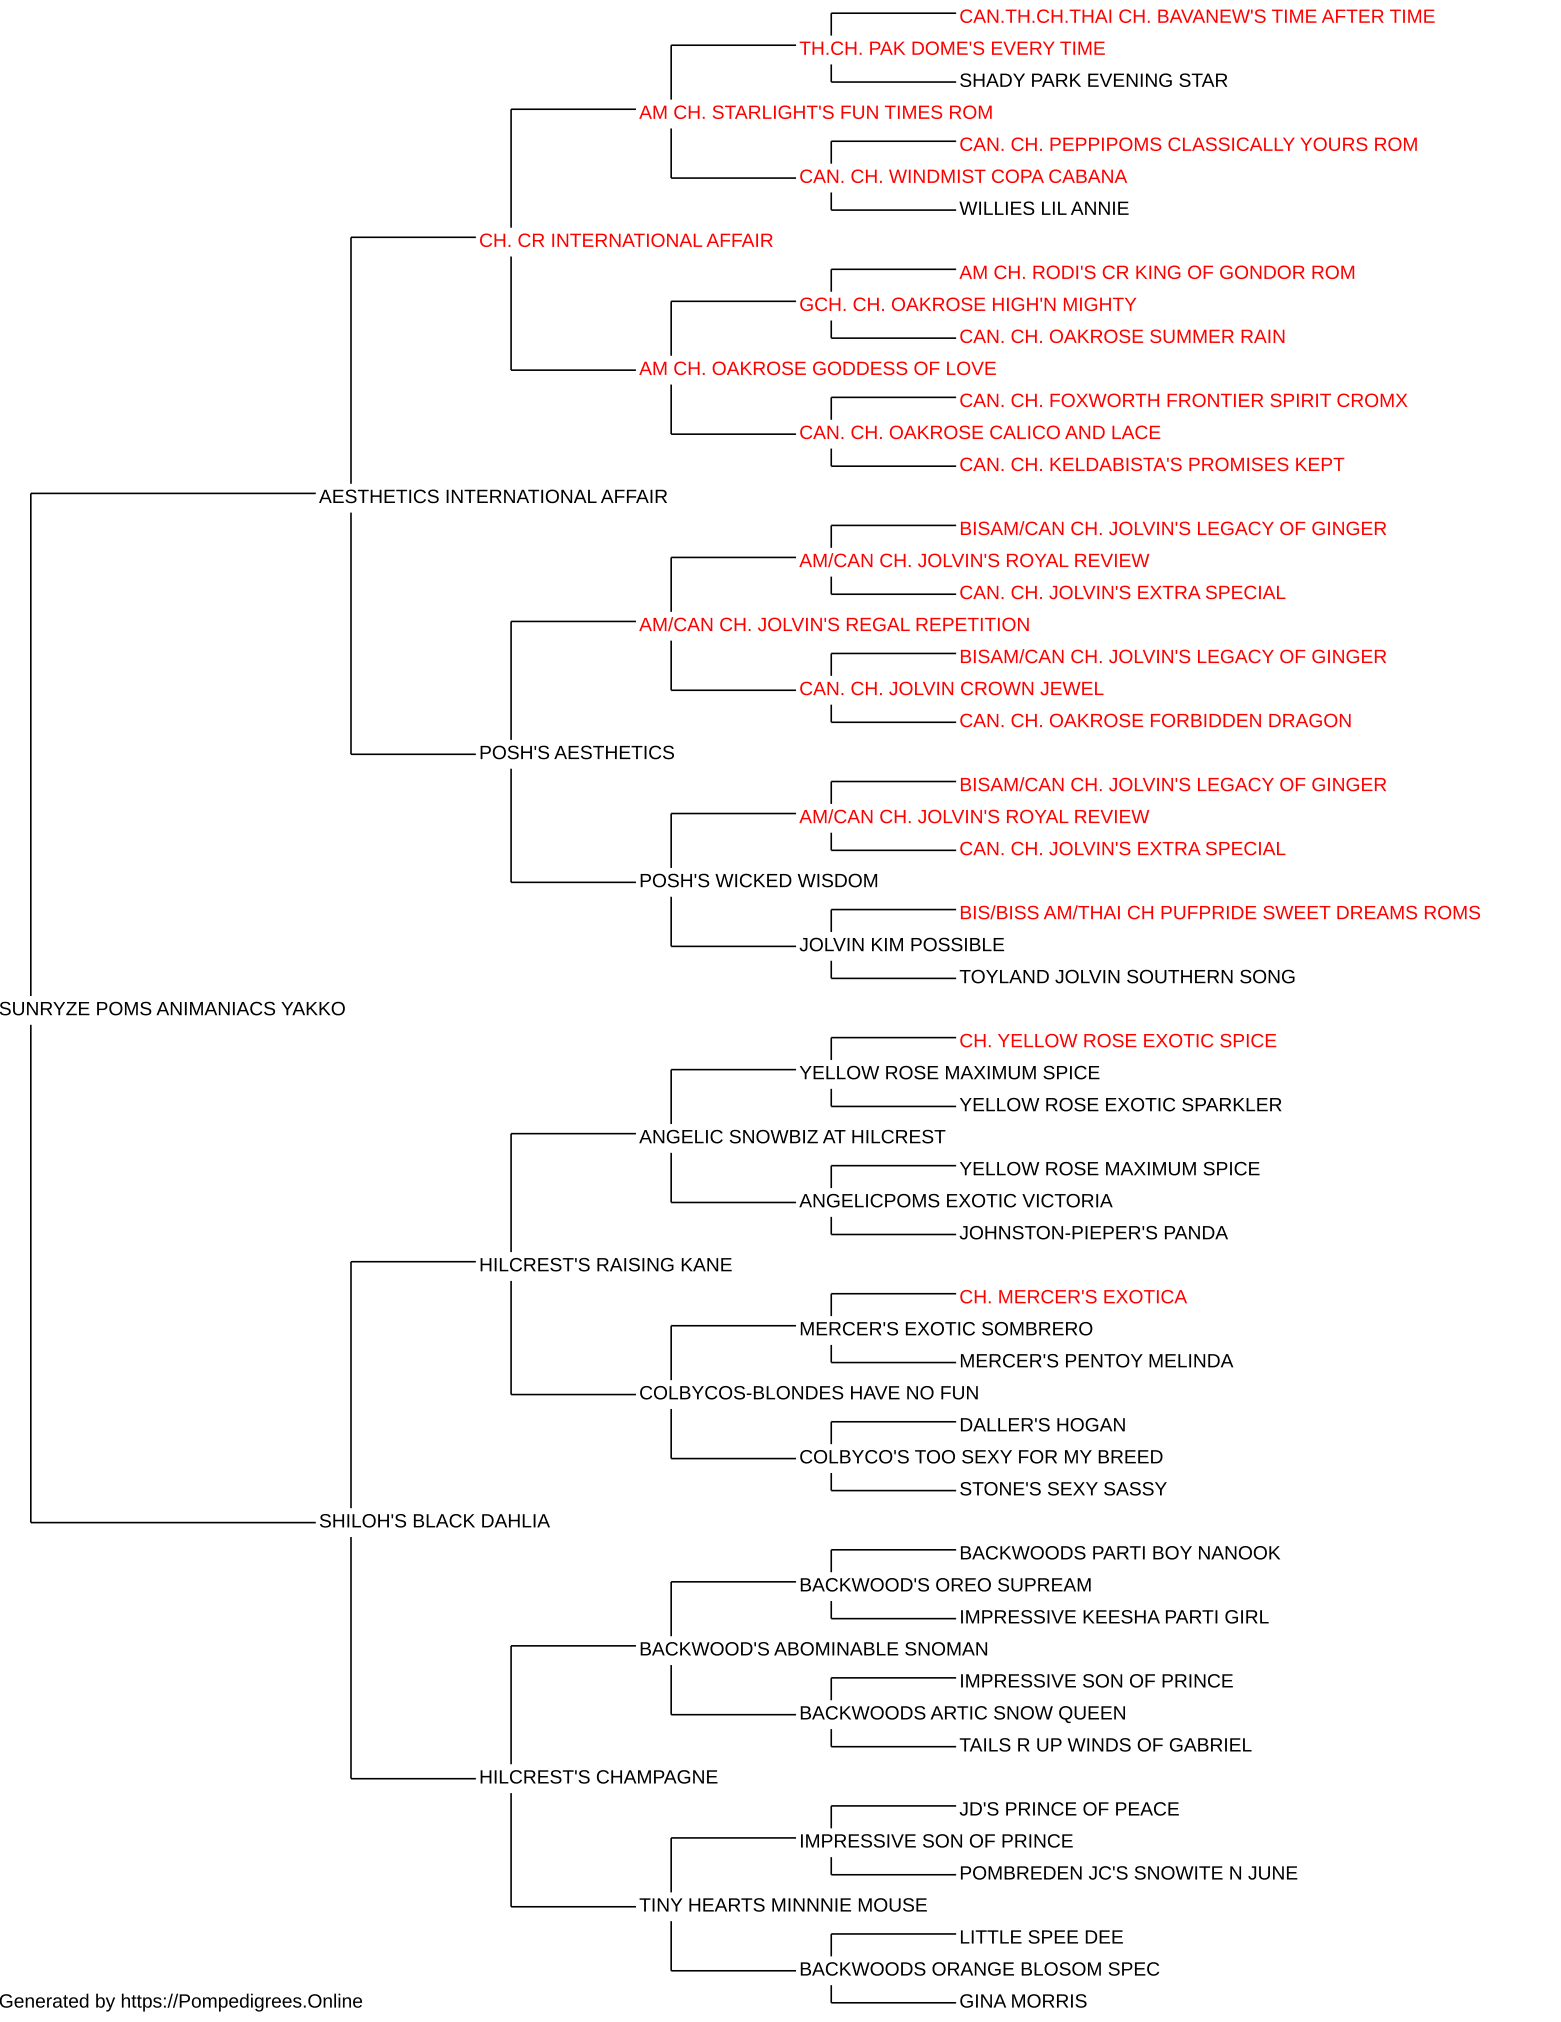 CAN.TH.CH.THAI CH. BAVANEW'S TIME AFTER TIME
TH.CH. PAK DOME'S EVERY TIME
SHADY PARK EVENING STAR
AM CH. STARLIGHT'S FUN TIMES ROM
CAN. CH. PEPPIPOMS CLASSICALLY YOURS ROM
CAN. CH. WINDMIST COPA CABANA
WILLIES LIL ANNIE
CH. CR INTERNATIONAL AFFAIR
AM CH. RODI'S CR KING OF GONDOR ROM
GCH. CH. OAKROSE HIGH'N MIGHTY
CAN. CH. OAKROSE SUMMER RAIN
AM CH. OAKROSE GODDESS OF LOVE
CAN. CH. FOXWORTH FRONTIER SPIRIT CROMX
CAN. CH. OAKROSE CALICO AND LACE
CAN. CH. KELDABISTA'S PROMISES KEPT
AESTHETICS INTERNATIONAL AFFAIR
BISAM/CAN CH. JOLVIN'S LEGACY OF GINGER
AM/CAN CH. JOLVIN'S ROYAL REVIEW
CAN. CH. JOLVIN'S EXTRA SPECIAL
AM/CAN CH. JOLVIN'S REGAL REPETITION
BISAM/CAN CH. JOLVIN'S LEGACY OF GINGER
CAN. CH. JOLVIN CROWN JEWEL
CAN. CH. OAKROSE FORBIDDEN DRAGON
POSH'S AESTHETICS
BISAM/CAN CH. JOLVIN'S LEGACY OF GINGER
AM/CAN CH. JOLVIN'S ROYAL REVIEW
CAN. CH. JOLVIN'S EXTRA SPECIAL
POSH'S WICKED WISDOM
BIS/BISS AM/THAI CH PUFPRIDE SWEET DREAMS ROMS
JOLVIN KIM POSSIBLE
TOYLAND JOLVIN SOUTHERN SONG
SUNRYZE POMS ANIMANIACS YAKKO
CH. YELLOW ROSE EXOTIC SPICE
YELLOW ROSE MAXIMUM SPICE
YELLOW ROSE EXOTIC SPARKLER
ANGELIC SNOWBIZ AT HILCREST
YELLOW ROSE MAXIMUM SPICE
ANGELICPOMS EXOTIC VICTORIA
JOHNSTON-PIEPER'S PANDA
HILCREST'S RAISING KANE
CH. MERCER'S EXOTICA
MERCER'S EXOTIC SOMBRERO
MERCER'S PENTOY MELINDA
COLBYCOS-BLONDES HAVE NO FUN
DALLER'S HOGAN
COLBYCO'S TOO SEXY FOR MY BREED
STONE'S SEXY SASSY
SHILOH'S BLACK DAHLIA
BACKWOODS PARTI BOY NANOOK
BACKWOOD'S OREO SUPREAM
IMPRESSIVE KEESHA PARTI GIRL
BACKWOOD'S ABOMINABLE SNOMAN
IMPRESSIVE SON OF PRINCE
BACKWOODS ARTIC SNOW QUEEN
TAILS R UP WINDS OF GABRIEL
HILCREST'S CHAMPAGNE
JD'S PRINCE OF PEACE
IMPRESSIVE SON OF PRINCE
POMBREDEN JC'S SNOWITE N JUNE
TINY HEARTS MINNNIE MOUSE
LITTLE SPEE DEE
BACKWOODS ORANGE BLOSOM SPEC
GINA MORRIS
Generated by https://Pompedigrees.Online